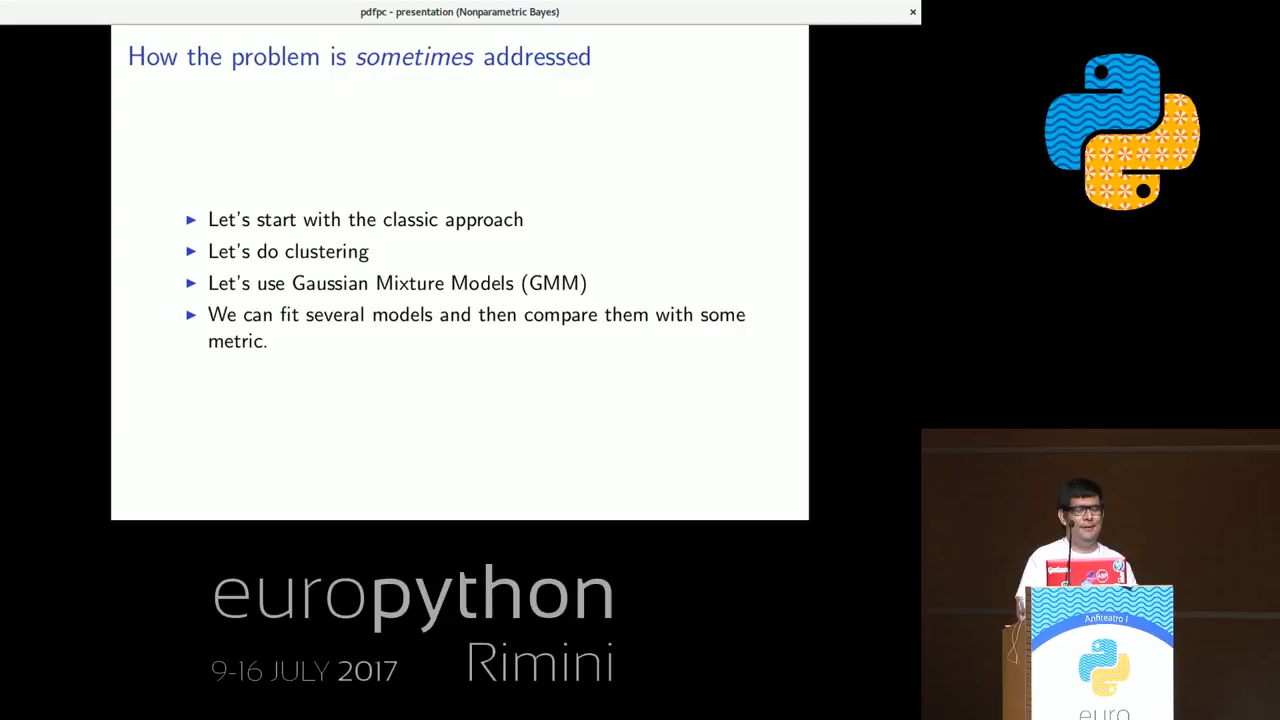 pdfpc - presentation (Nonparametric Bayes)
×
How the problem is sometimes addressed
▶ Let's start with the classic approach
▶ Let's do clustering
▶ Let's use Gaussian Mixture Models (GMM)
▶ We can fit several models and then compare them with some
metric.
europython
9-16 JULY 2017
Rimini
Anfiteatro 1
euro